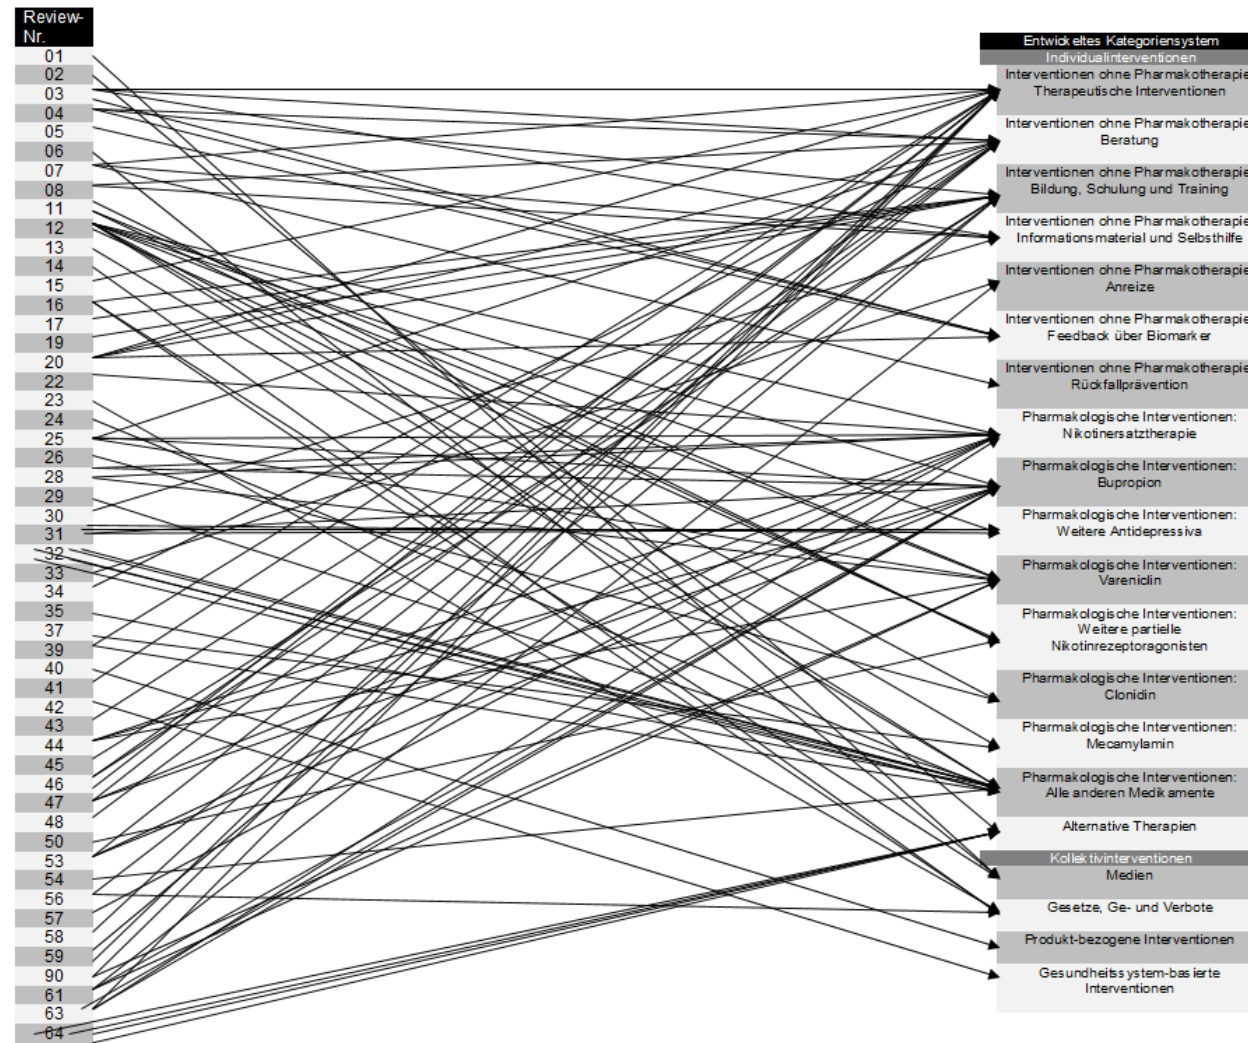 Review-
Nr.
01
02
03
04
05
06
07
08
11
12
13
14
15
16
17
19
20
22
23
24
25
26
28
29
30
31
32
33
34
35
37
39
40
41
42
43
44
45
46
47
48
50
53
54
56
57
58
59
90
61
63
64
Entwickeltes Kategoriensystem
Individualinterventionen
Interventionen ohne Pharmakotherapie
Therapeutische Interventionen
Interventionen ohne Pharmakotherapie
Beratung
Interventionen ohne Pharmakotherapie
Bildung, Schulung und Training
Interventionen ohne Pharmakotherapie
Informationsmaterial und Selbsthilfe
Interventionen ohne Pharmakotherapie
Anreize
Interventionen ohne Pharmakotherapie
Feedback über Biomarker
Interventionen ohne Pharmakotherapie
Rückfallprävention
Pharmakologische Interventionen:
Nikotinersatztherapie
Pharmakologische Interventionen:
Bupropion
Pharmakologische Interventionen:
Weitere Antidepressiva
Pharmakologische Interventionen:
Vareniclin
Pharmakologische Interventionen:
Weitere partielle
Nikotinrezeptoragonisten
Pharmakologische Interventionen:
Clonidin
Pharmakologische Interventionen:
Mecamylamin
Pharmakologische Interventionen:
Alle anderen Medikamente
Alternative Therapien
Kollektivinterventionen
Medien
Gesetze, Ge- und Verbote
Produkt-bezogene Interventionen
Gesundheitssystem-basierte
Interventionen